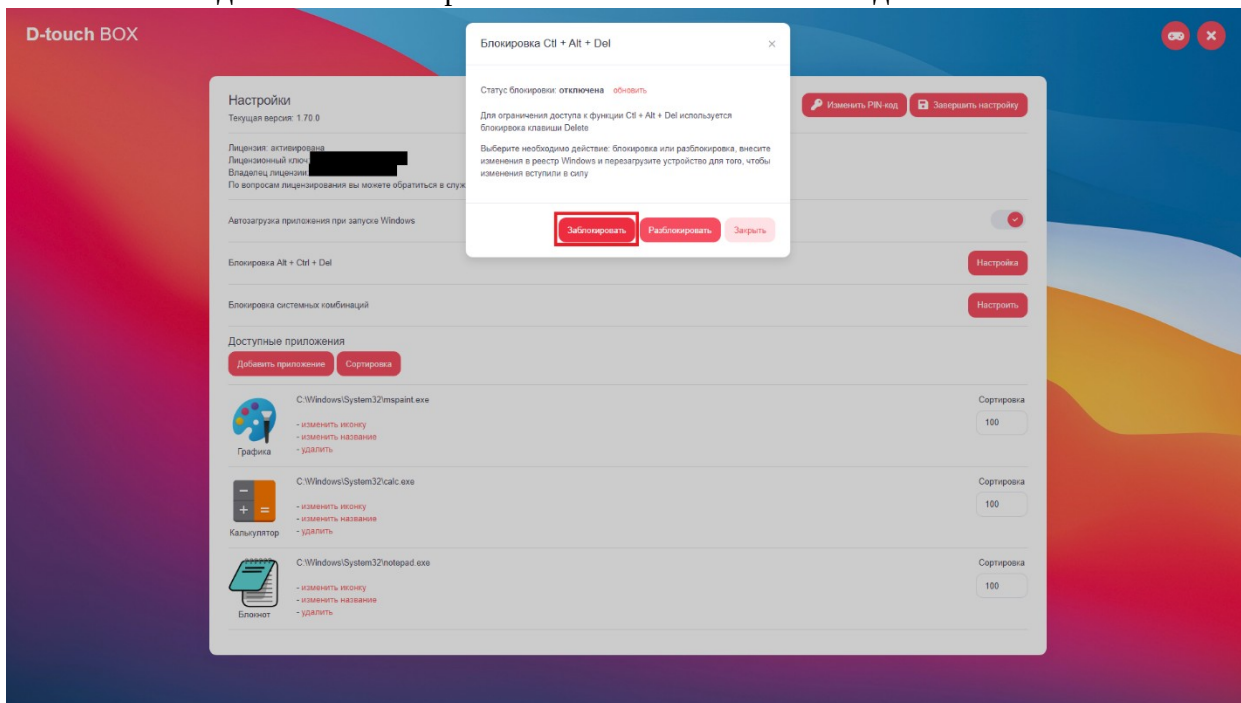 D-touch BOX
Блокировка Ctl + Alt + Del
Статус блокировки: отключена обновить
Для ограничения доступа к функции Ctl + Alt + Del используется
блокировка клавиши Delete
Выберите необходимо действие: блокировка или разблокировка, внесите
изменения в реестр Windows и перезагрузите устройство для того, чтобы
изменения вступили в силу
Заблокировать Разблокировать Закрыть
Настройки
Текущая версия: 1.70.0
Изменить PIN-код Завершить настройку
Лицензия: активирована
Лицензионный ключ
Владелец лицензии:
По вопросам лицензирования вы можете обратиться в служ
Автозагрузка приложения при запуске Windows
Блокировка Alt + Ctrl + Del Настройка
Блокировка системных комбинаций Настроить
Доступные приложения
Добавить приложение Сортировка
C:\Windows\System32\mspaint.exe Сортировка
100
- изменить иконку
- изменить название
- удалить
Графика
C:\Windows\System32\calc.exe Сортировка
100
- изменить иконку
- изменить название
- удалить
Калькулятор
C:\Windows\System32\notepad.exe Сортировка
100
- изменить иконку
- изменить название
- удалить
Блокнот